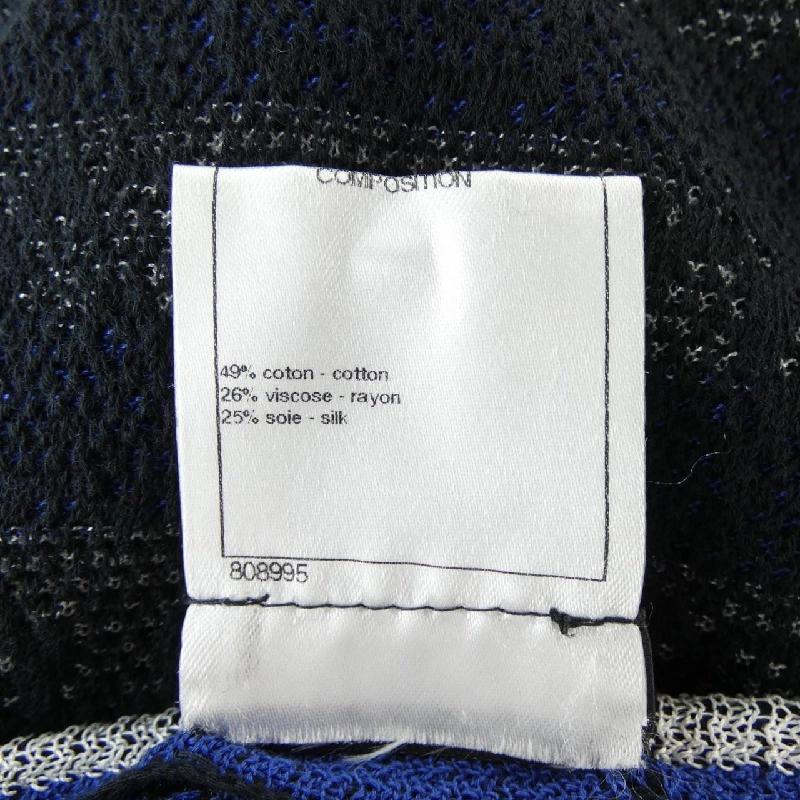 COMPOSITION
49% coton - cotton
26% viscose - rayon
25% soie - silk
808995